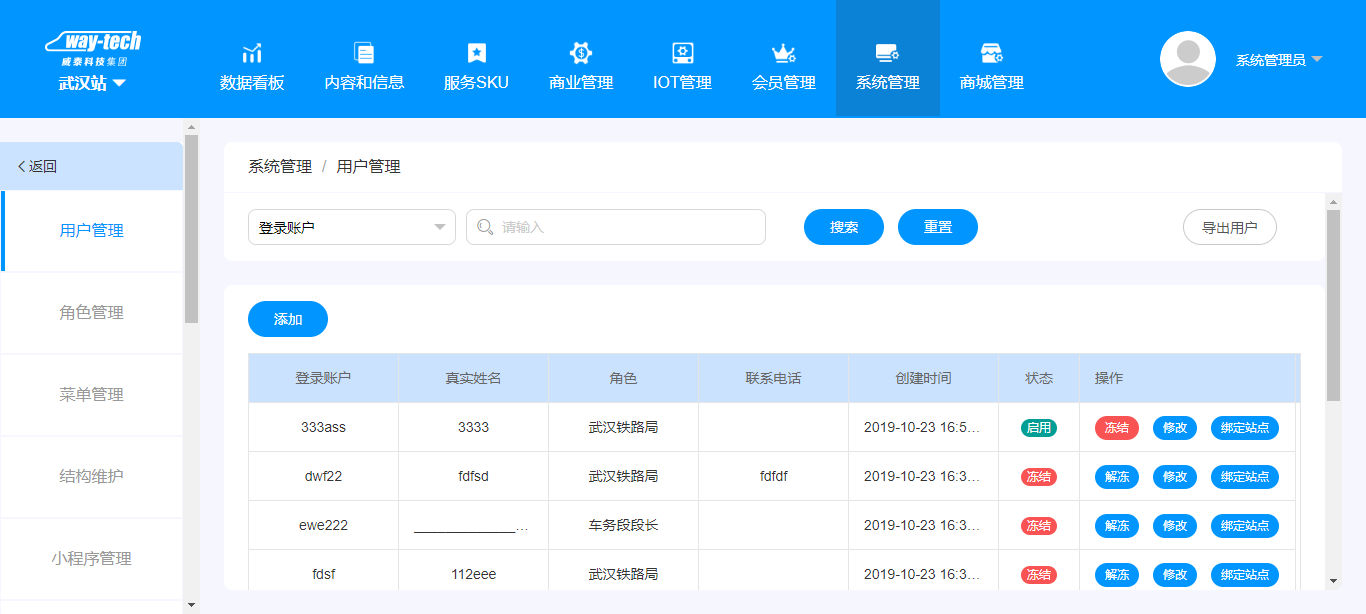 way-tech
威泰科技集团
武汉站
数据看板
内容和信息
服务SKU
商业管理
IOT管理
会员管理
系统管理
商城管理
系统管理员
返回
用户管理
角色管理
菜单管理
结构维护
小程序管理
系统管理 / 用户管理
登录账户 请输入 搜索 重置 导出用户
添加
登录账户 真实姓名 角色 联系电话 创建时间 状态 操作
333ass 3333 武汉铁路局 2019-10-23 16:5... 启用 冻结 修改 绑定站点
dwf22 fdfsd 武汉铁路局 fdfdf 2019-10-23 16:3... 冻结 解冻 修改 绑定站点
ewe222 _____________... 车务段段长 2019-10-23 16:3... 冻结 解冻 修改 绑定站点
fdsf 112eee 武汉铁路局 2019-10-23 16:3... 冻结 解冻 修改 绑定站点